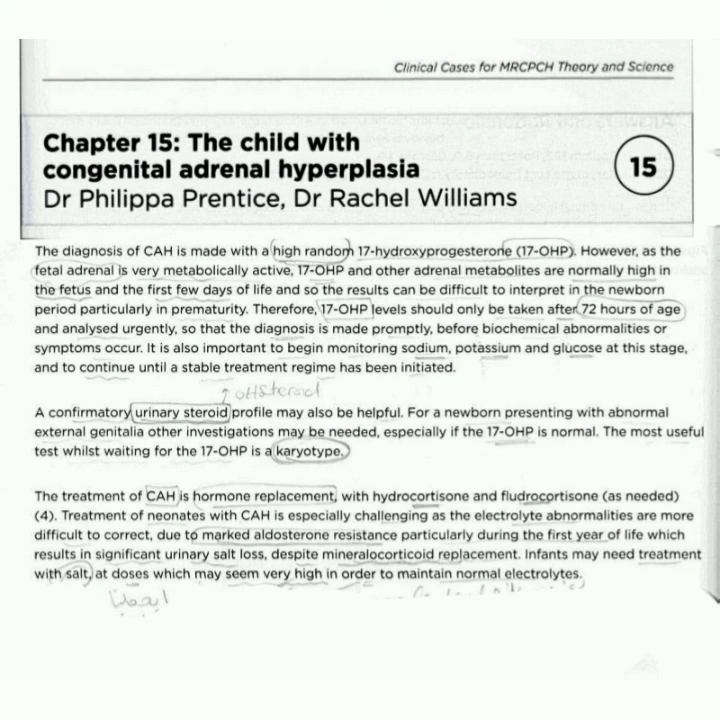 Clinical Cases for MRCPCH Theory and Science
Chapter 15: The child with
congenital adrenal hyperplasia
Dr Philippa Prentice, Dr Rachel Williams
15
The diagnosis of CAH is made with a high random 17-hydroxyprogesterone (17-OHP). However, as the
fetal adrenal is very metabolically active, 17-OHP and other adrenal metabolites are normally high in
the fetus and the first few days of life and so the results can be difficult to interpret in the newborn
period particularly in prematurity. Therefore, 17-OHP levels should only be taken after 72 hours of age
and analysed urgently, so that the diagnosis is made promptly, before biochemical abnormalities or
symptoms occur. It is also important to begin monitoring sodium, potassium and glucose at this stage,
and to continue until a stable treatment regime has been initiated.
↑ OHSteroid
A confirmatory urinary steroid profile may also be helpful. For a newborn presenting with abnormal
external genitalia other investigations may be needed, especially if the 17-OHP is normal. The most useful
test whilst waiting for the 17-OHP is a karyotype.
The treatment of CAH is hormone replacement, with hydrocortisone and fludrocortisone (as needed)
(4). Treatment of neonates with CAH is especially challenging as the electrolyte abnormalities are more
difficult to correct, due to marked aldosterone resistance particularly during the first year of life which
results in significant urinary salt loss, despite mineralocorticoid replacement. Infants may need treatment
with salt, at doses which may seem very high in order to maintain normal electrolytes.